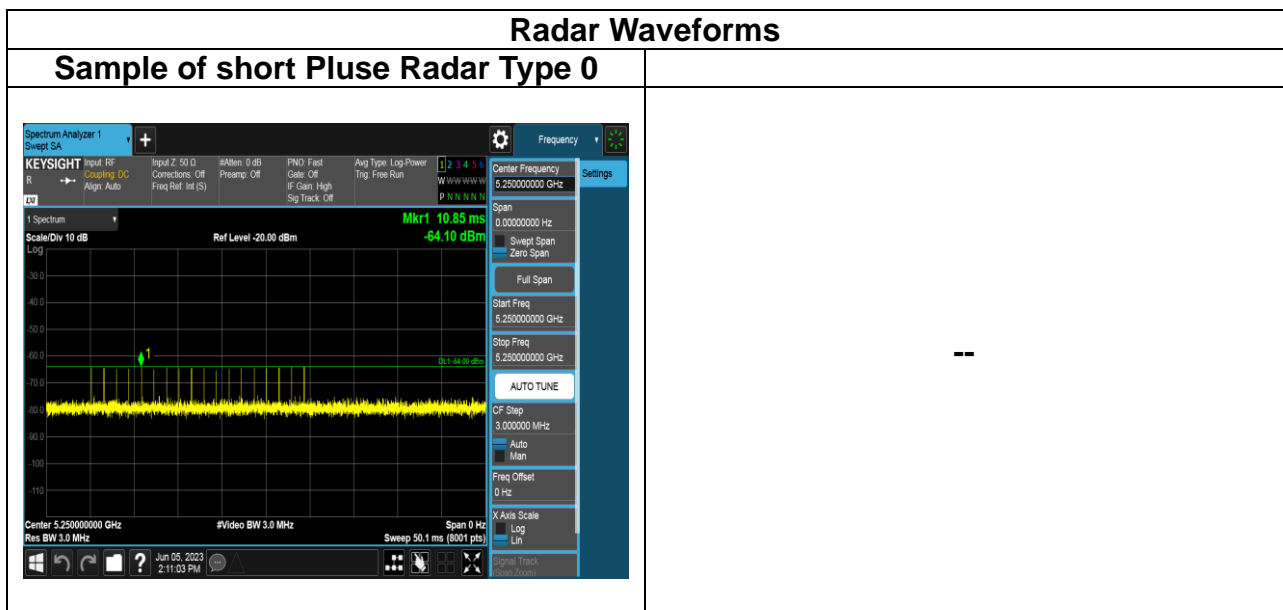 Radar Waveforms
Sample of short Pluse Radar Type 0
Spectrum Analyzer 1
Swept SA
+
Frequency
KEYSIGHT
R
LXI
Input: RF
Coupling: DC
Align: Auto
Input Z: 50 Ω
Corrections: Off
Freq Ref: Int (S)
#Atten: 0 dB
Preamp: Off
PNO: Fast
Gate: Off
IF Gain: High
Sig Track: Off
Avg Type: Log-Power
Trig: Free Run
1 2 3 4 5 6
W W W W W W
P N N N N N
Center Frequency
5.250000000 GHz
Settings
1 Spectrum
Mkr1 10.85 ms
Scale/Div 10 dB
Ref Level -20.00 dBm
-64.10 dBm
Log
-30.0
-40.0
-50.0
-60.0
-70.0
-80.0
-90.0
-100
-110
1
DL1 -64.00 dBm
Span
0.00000000 Hz
Swept Span
Zero Span
Full Span
Start Freq
5.250000000 GHz
Stop Freq
5.250000000 GHz
AUTO TUNE
CF Step
3.000000 MHz
Auto
Man
Freq Offset
0 Hz
X Axis Scale
Log
Lin
Signal Track
(Span Zoom)
Center 5.250000000 GHz
#Video BW 3.0 MHz
Span 0 Hz
Res BW 3.0 MHz
Sweep 50.1 ms (8001 pts)
?
Jun 05, 2023
2:11:03 PM
--